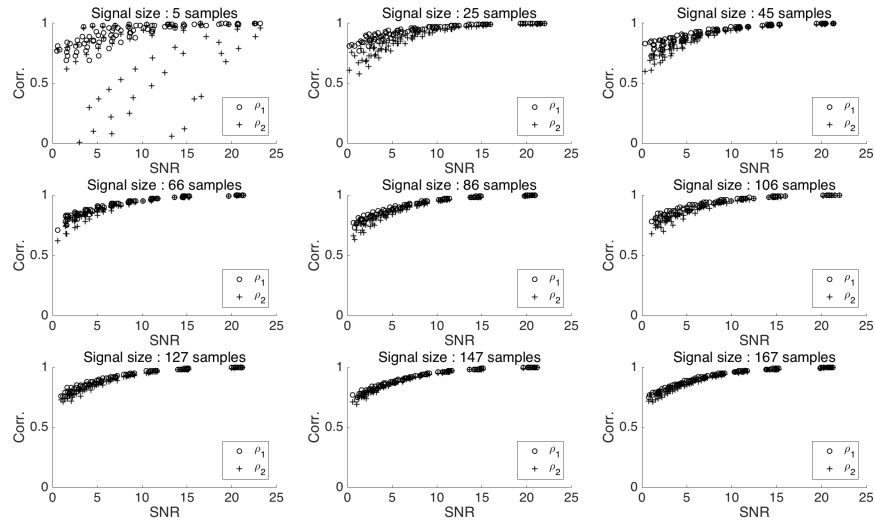 Signal size : 5 samples
Corr.
1
0.5
0
0 5 10 15 20 25
SNR
ρ1
ρ2
Signal size : 25 samples
Corr.
1
0.5
0
0 5 10 15 20 25
SNR
ρ1
ρ2
Signal size : 45 samples
Corr.
1
0.5
0
0 5 10 15 20 25
SNR
ρ1
ρ2
Signal size : 66 samples
Corr.
1
0.5
0
0 5 10 15 20 25
SNR
ρ1
ρ2
Signal size : 86 samples
Corr.
1
0.5
0
0 5 10 15 20 25
SNR
ρ1
ρ2
Signal size : 106 samples
Corr.
1
0.5
0
0 5 10 15 20 25
SNR
ρ1
ρ2
Signal size : 127 samples
Corr.
1
0.5
0
0 5 10 15 20 25
SNR
ρ1
ρ2
Signal size : 147 samples
Corr.
1
0.5
0
0 5 10 15 20 25
SNR
ρ1
ρ2
Signal size : 167 samples
Corr.
1
0.5
0
0 5 10 15 20 25
SNR
ρ1
ρ2